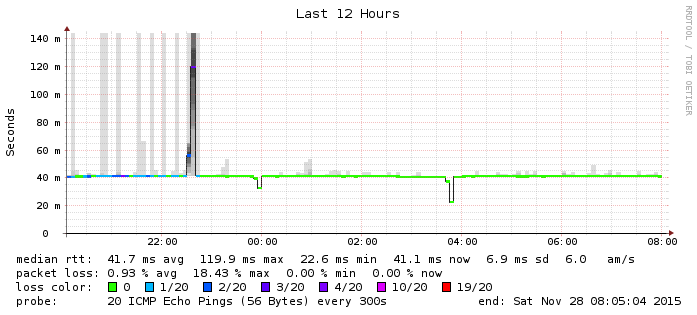 Last 12 Hours
RRDTOOL / TOBI OETIKER
Seconds
140 m
120 m
100 m
80 m
60 m
40 m
20 m
0
22:00 00:00 02:00 04:00 06:00 08:00
median rtt: 41.7 ms avg 119.9 ms max 22.6 ms min 41.1 ms now 6.9 ms sd 6.0 am/s
packet loss: 0.93 % avg 18.43 % max 0.00 % min 0.00 % now
loss color: 0 1/20 2/20 3/20 4/20 10/20 19/20
probe: 20 ICMP Echo Pings (56 Bytes) every 300s end: Sat Nov 28 08:05:04 2015